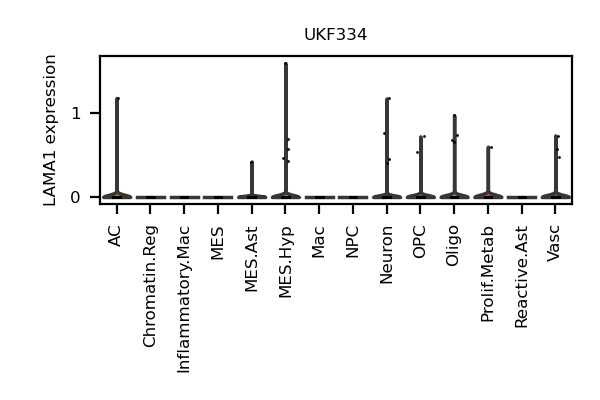 UKF334
LAMA1 expression
1
0
AC
Chromatin.Reg
Inflammatory.Mac
MES
MES.Ast
MES.Hyp
Mac
NPC
Neuron
OPC
Oligo
Prolif.Metab
Reactive.Ast
Vasc